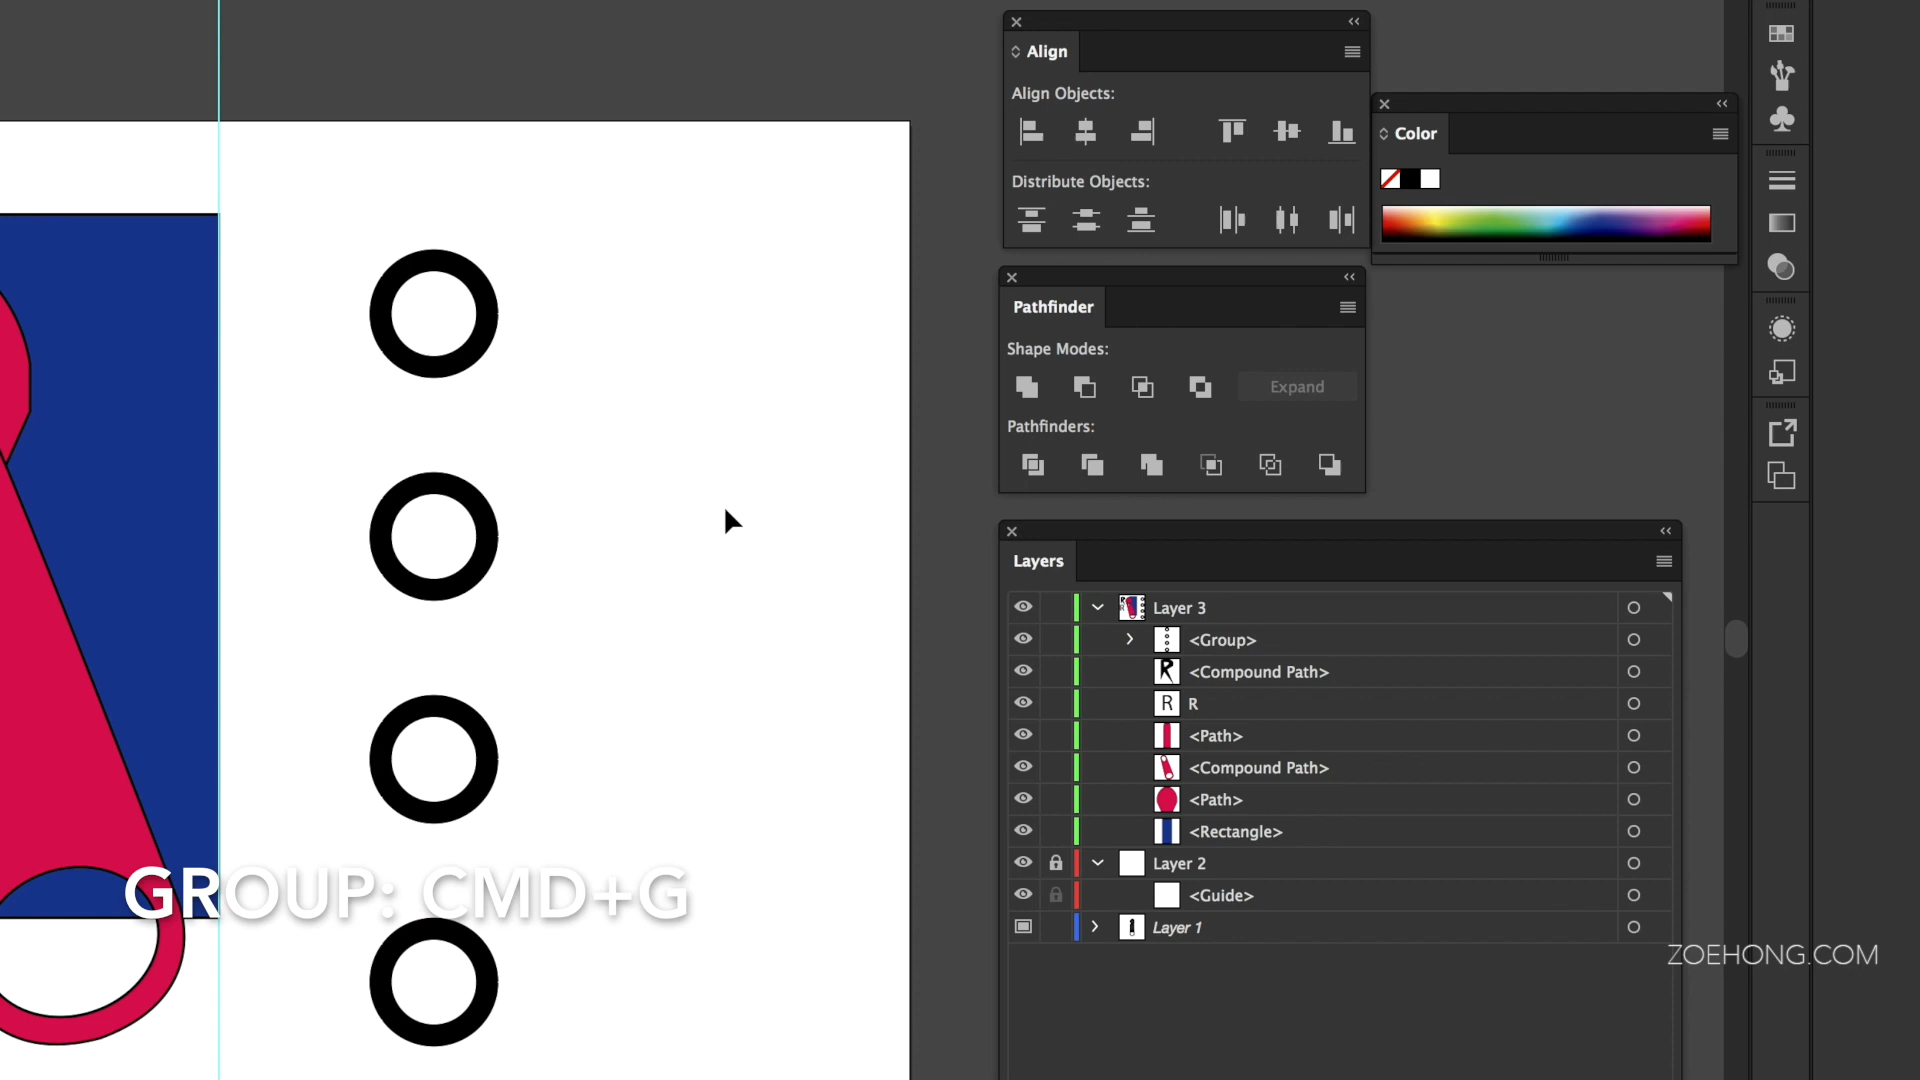 Align
Align Objects:
Distribute Objects:
Color
Pathfinder
Shape Modes:
Expand
Pathfinders:
Layers
Layer 3
<Group>
<Compound Path>
R R
<Path>
<Compound Path>
<Path>
<Rectangle>
Layer 2
<Guide>
Layer 1
GROUP: CMD+G
ZOEHONG.COM